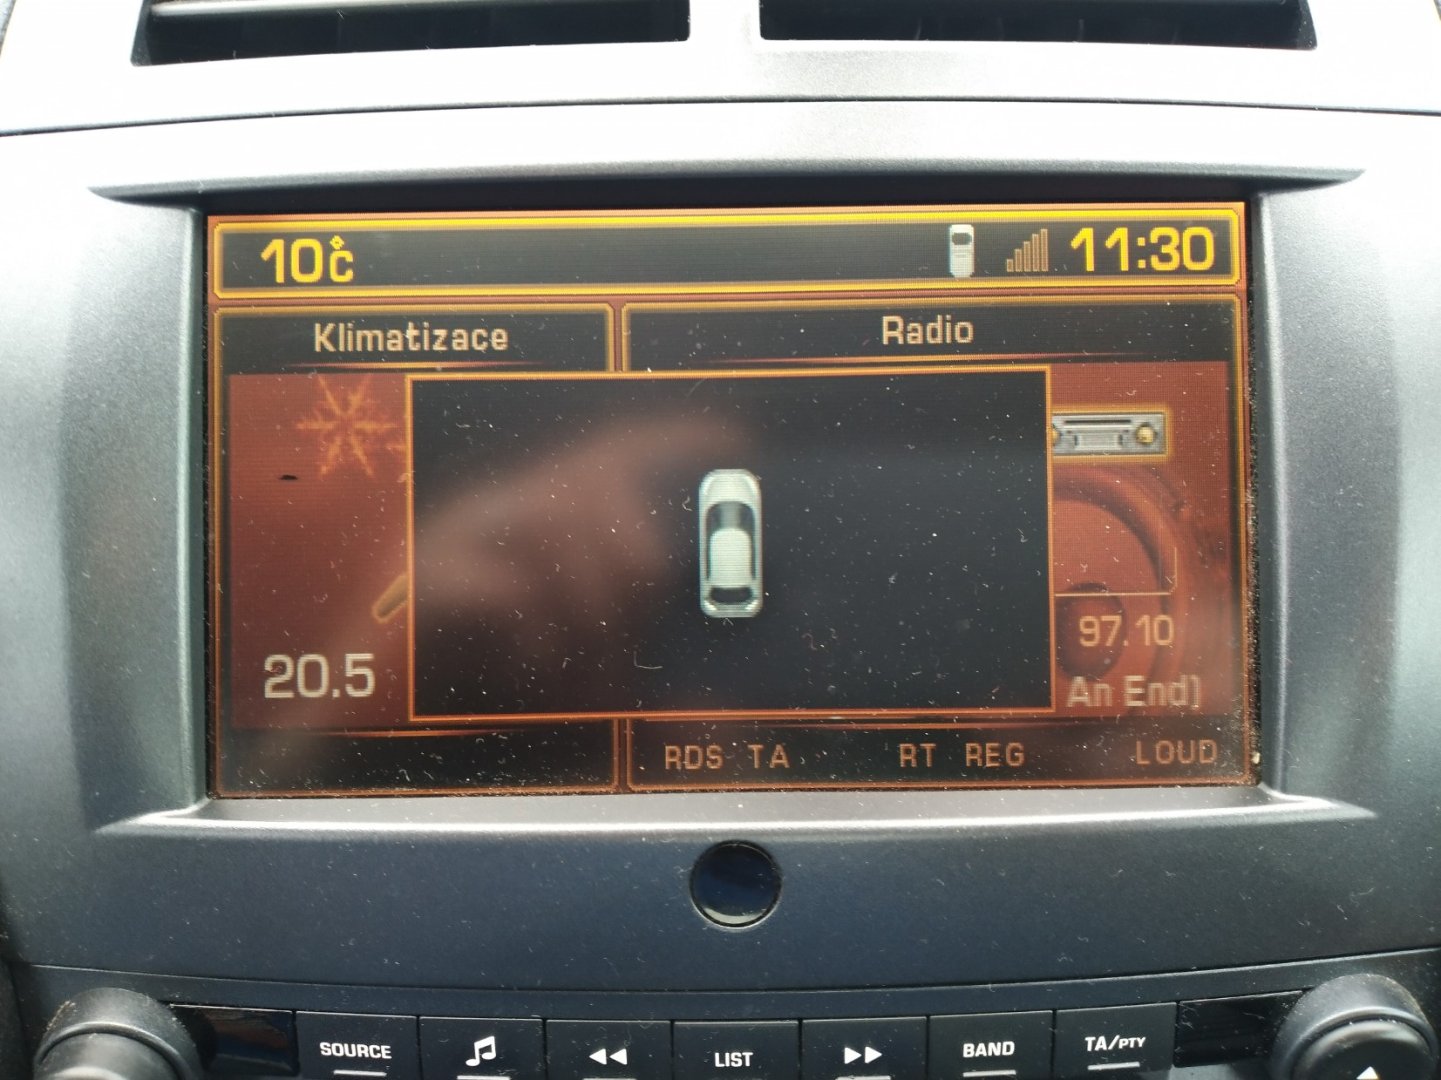 10°C 11:30
Klimatizace Radio
97.10
20.5 An End)
RDS TA RT REG LOUD
SOURCE LIST BAND TA/PTY